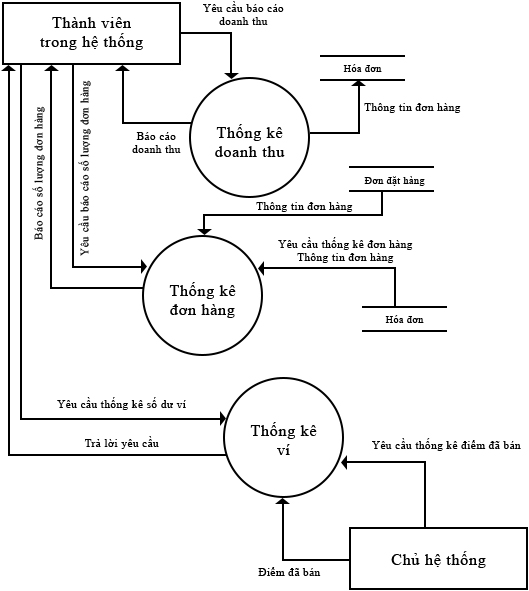 Thành viên
trong hệ thống
Yêu cầu báo cáo
doanh thu
Hóa đơn
Thông tin đơn hàng
Báo cáo
doanh thu
Thống kê
doanh thu
Báo cáo số lượng đơn hàng
Yêu cầu báo cáo số lượng đơn hàng
Đơn đặt hàng
Thông tin đơn hàng
Yêu cầu thống kê đơn hàng
Thông tin đơn hàng
Thống kê
đơn hàng
Hóa đơn
Yêu cầu thống kê số dư ví
Trả lời yêu cầu
Thống kê
ví
Yêu cầu thống kê điểm đã bán
Chủ hệ thống
Điểm đã bán